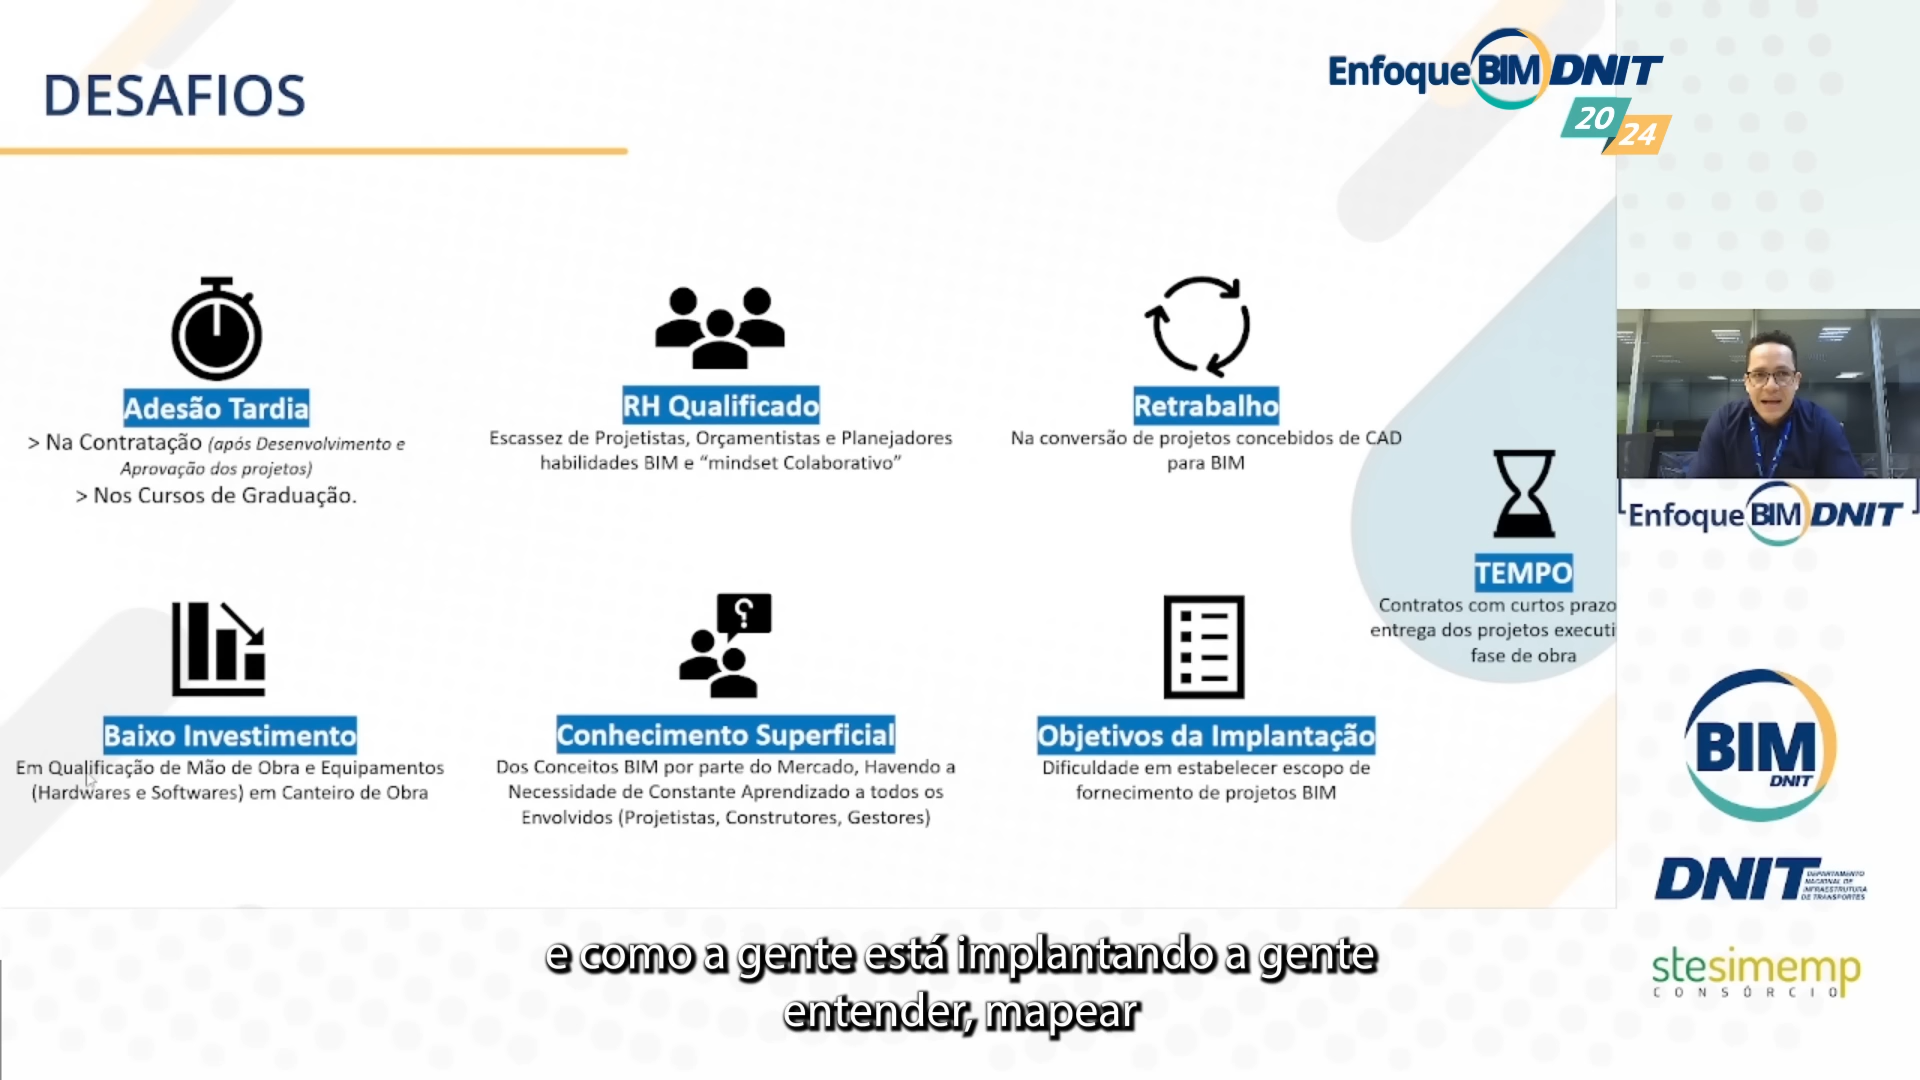 DESAFIOS
Enfoque BIM DNIT
20
24
Adesão Tardia
> Na Contratação (após Desenvolvimento e
Aprovação dos projetos)
> Nos Cursos de Graduação.
RH Qualificado
Escassez de Projetistas, Orçamentistas e Planejadores
habilidades BIM e “mindset Colaborativo”
Retrabalho
Na conversão de projetos concebidos de CAD
para BIM
TEMPO
Contratos com curtos prazo
entrega dos projetos executi
fase de obra
Baixo Investimento
Em Qualificação de Mão de Obra e Equipamentos
(Hardwares e Softwares) em Canteiro de Obra
?
Conhecimento Superficial
Dos Conceitos BIM por parte do Mercado, Havendo a
Necessidade de Constante Aprendizado a todos os
Envolvidos (Projetistas, Construtores, Gestores)
Objetivos da Implantação
Dificuldade em estabelecer escopo de
fornecimento de projetos BIM
Enfoque BIM DNIT
BIM
DNIT
DNIT
DEPARTAMENTO
NACIONAL DE
INFRAESTRUTURA
DE TRANSPORTES
stesimemp
CONSÓRCIO
e como a gente está implantando a gente
entender, mapear